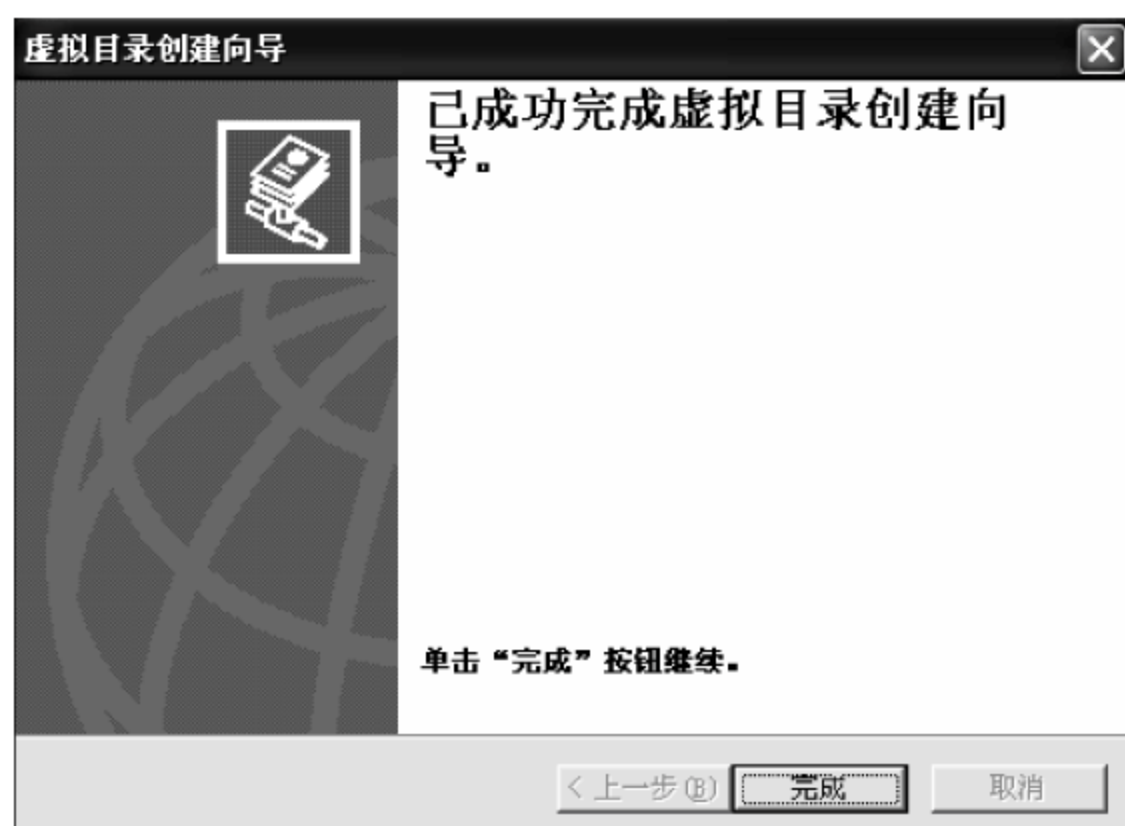 虚拟目录创建向导
已成功完成虚拟目录创建向
导。
单击“完成”按钮继续。
< 上一步(B)
完成
取消